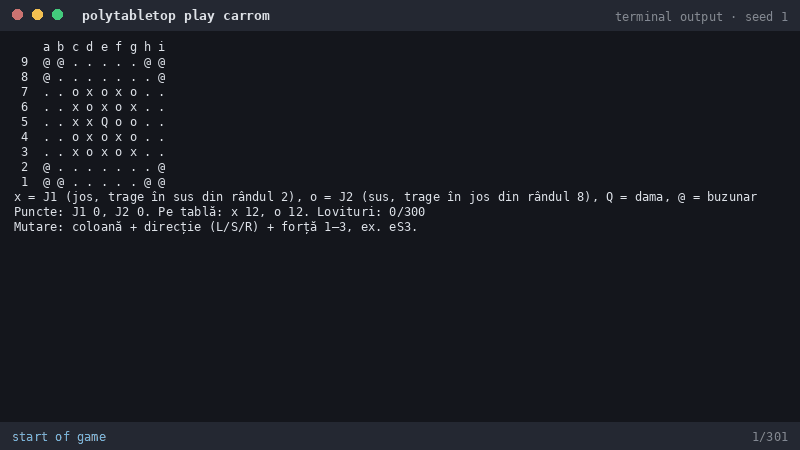 polytabletop play carrom
terminal output · seed 1
a b c d e f g h i
9 @ @ . . . . . @ @
8 @ . . . . . . . @
7 . . o x o x o . .
6 . . x o x o x . .
5 . . x x Q o o . .
4 . . o x o x o . .
3 . . x o x o x . .
2 @ . . . . . . . @
1 @ @ . . . . . @ @
x = J1 (jos, trage în sus din rândul 2), o = J2 (sus, trage în jos din rândul 8), Q = dama, @ = buzunar
Puncte: J1 0, J2 0. Pe tablă: x 12, o 12. Lovituri: 0/300
Mutare: coloană + direcție (L/S/R) + forță 1–3, ex. eS3.
start of game
1/301